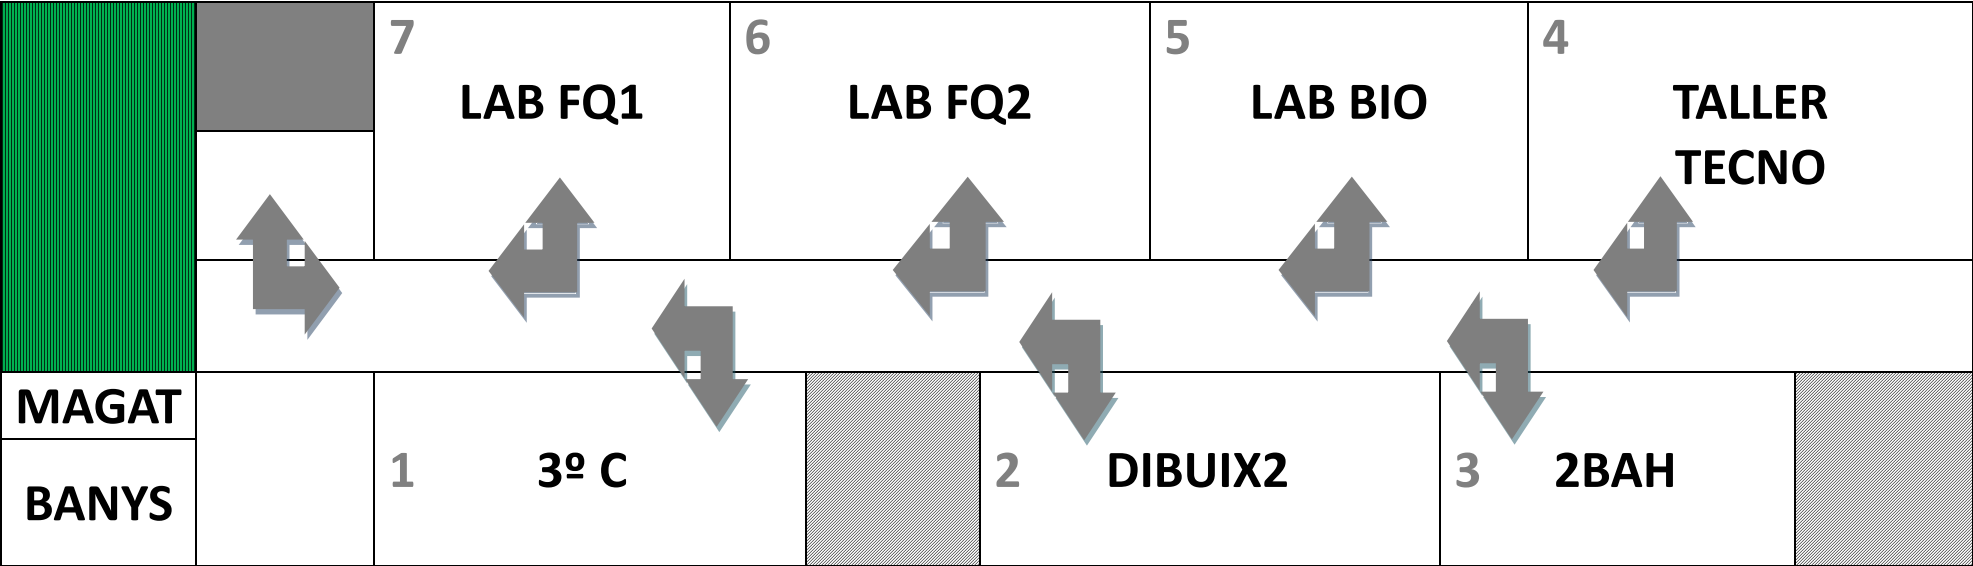 7
LAB FQ1
6
LAB FQ2
5
LAB BIO
4
TALLER
TECNO
MAGAT
BANYS
1
3º C
2
DIBUIX2
3
2BAH